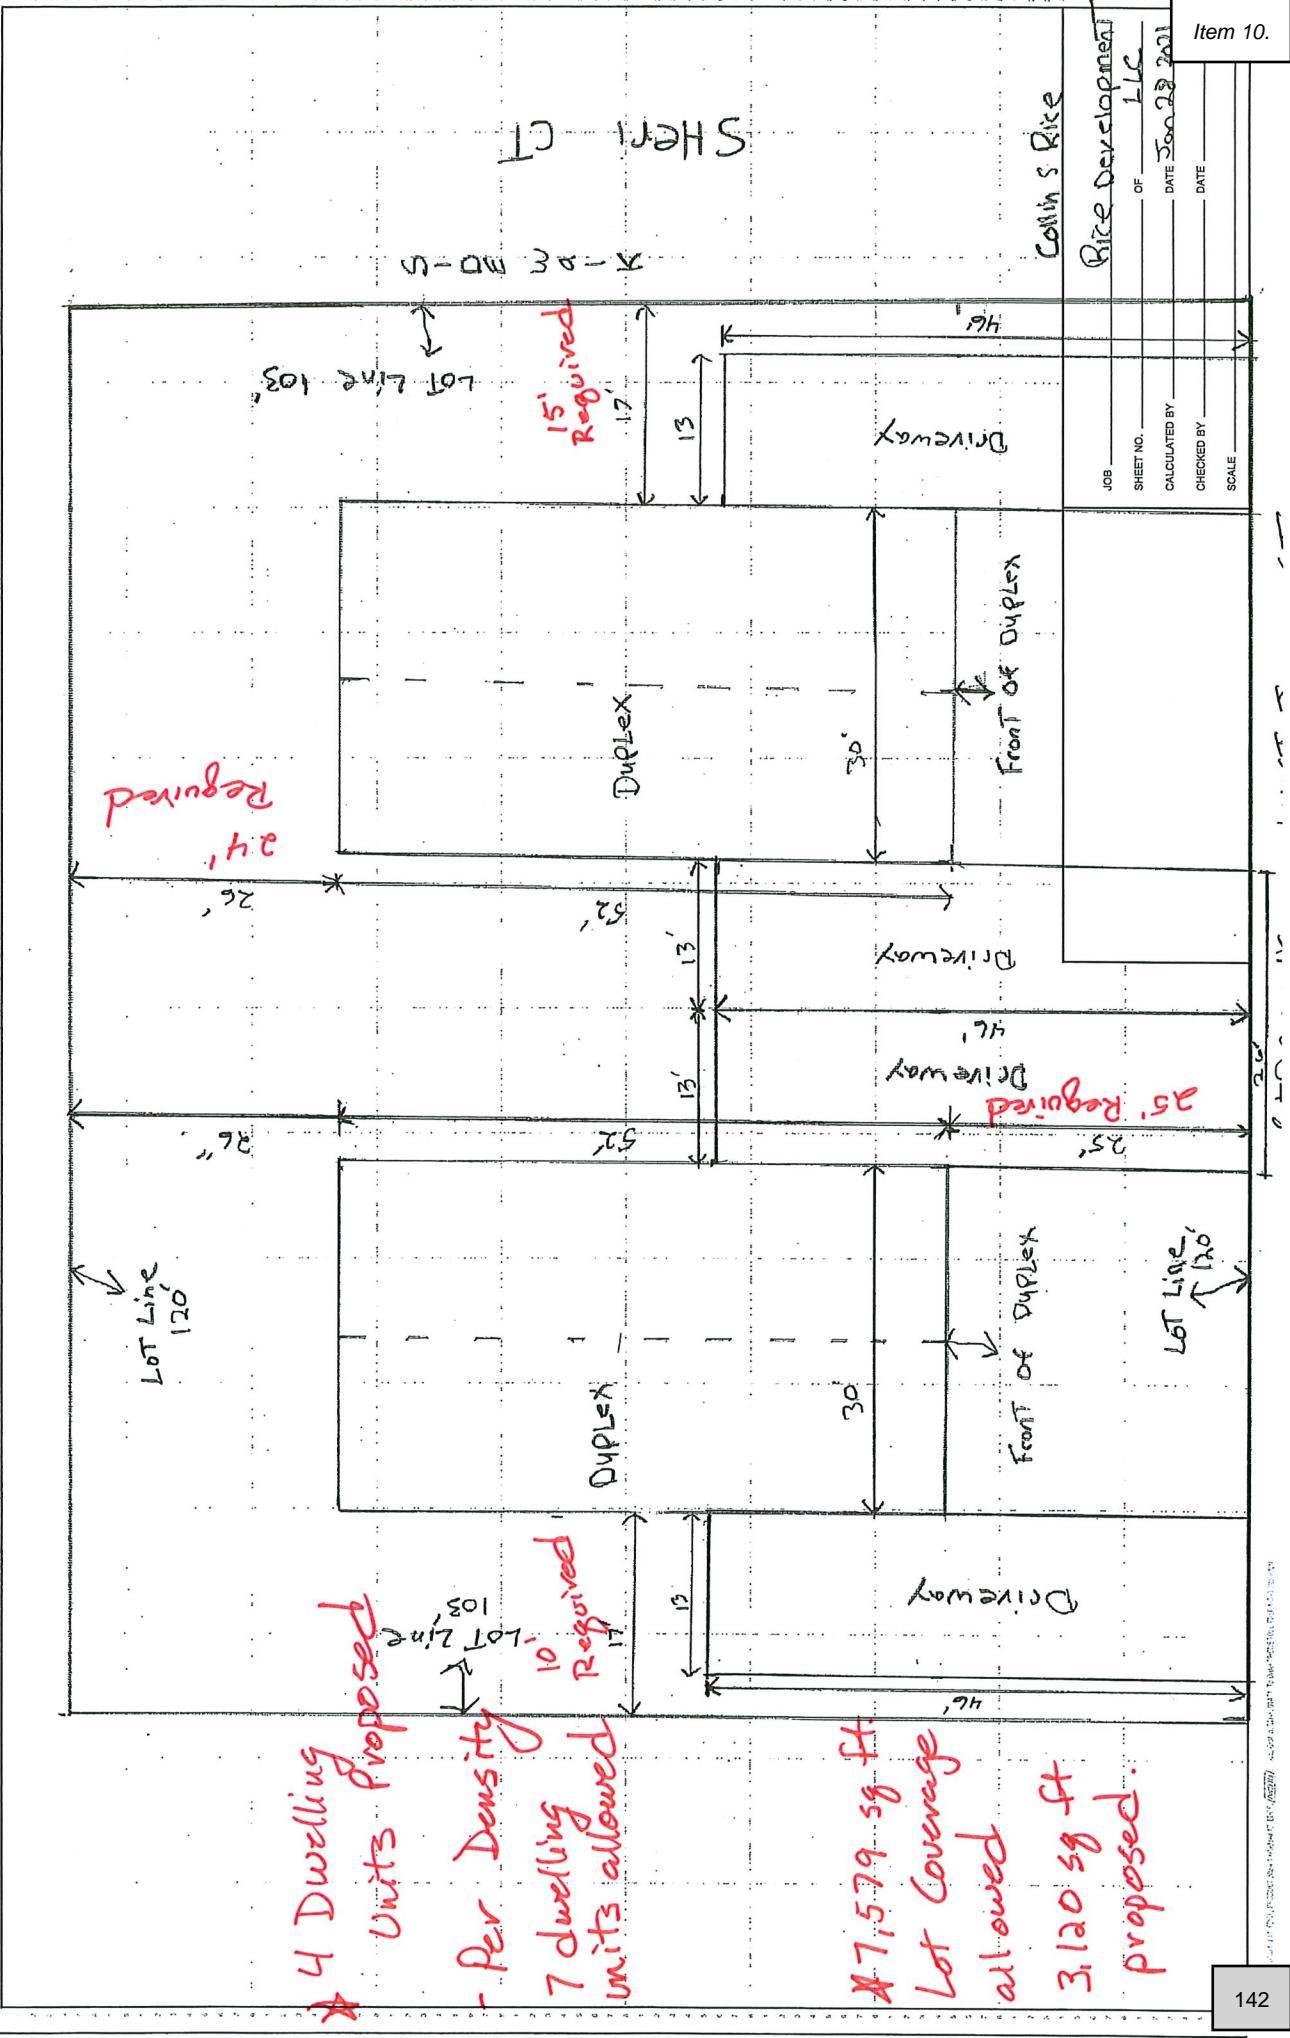 Item 10.
Collin S Rice
JOB Rice Development
SHEET NO. OF LLC
CALCULATED BY DATE Jan 28 2021
CHECKED BY DATE
SCALE
SHeri CT
LOT Line 103'
15'
Required
17'
13
46'
Driveway
DUPLEX
30'
Front Of DUPLEX
24'
Required
26'
52'
13'
Driveway
46'
13'
Driveway
25' Required
26"
52'
25'
26'
LOT Line
120'
LOT Line
120'
DUPLEX
30'
Front Of DUPLEX
LOT Line
103'
10'
Required
17'
13
46'
Driveway
* 4 Dwelling
Units Proposed
- Per Density
7 dwelling
units allowed
* 7,579 sq ft.
Lot Coverage
allowed
3,120 sq ft
proposed.
142